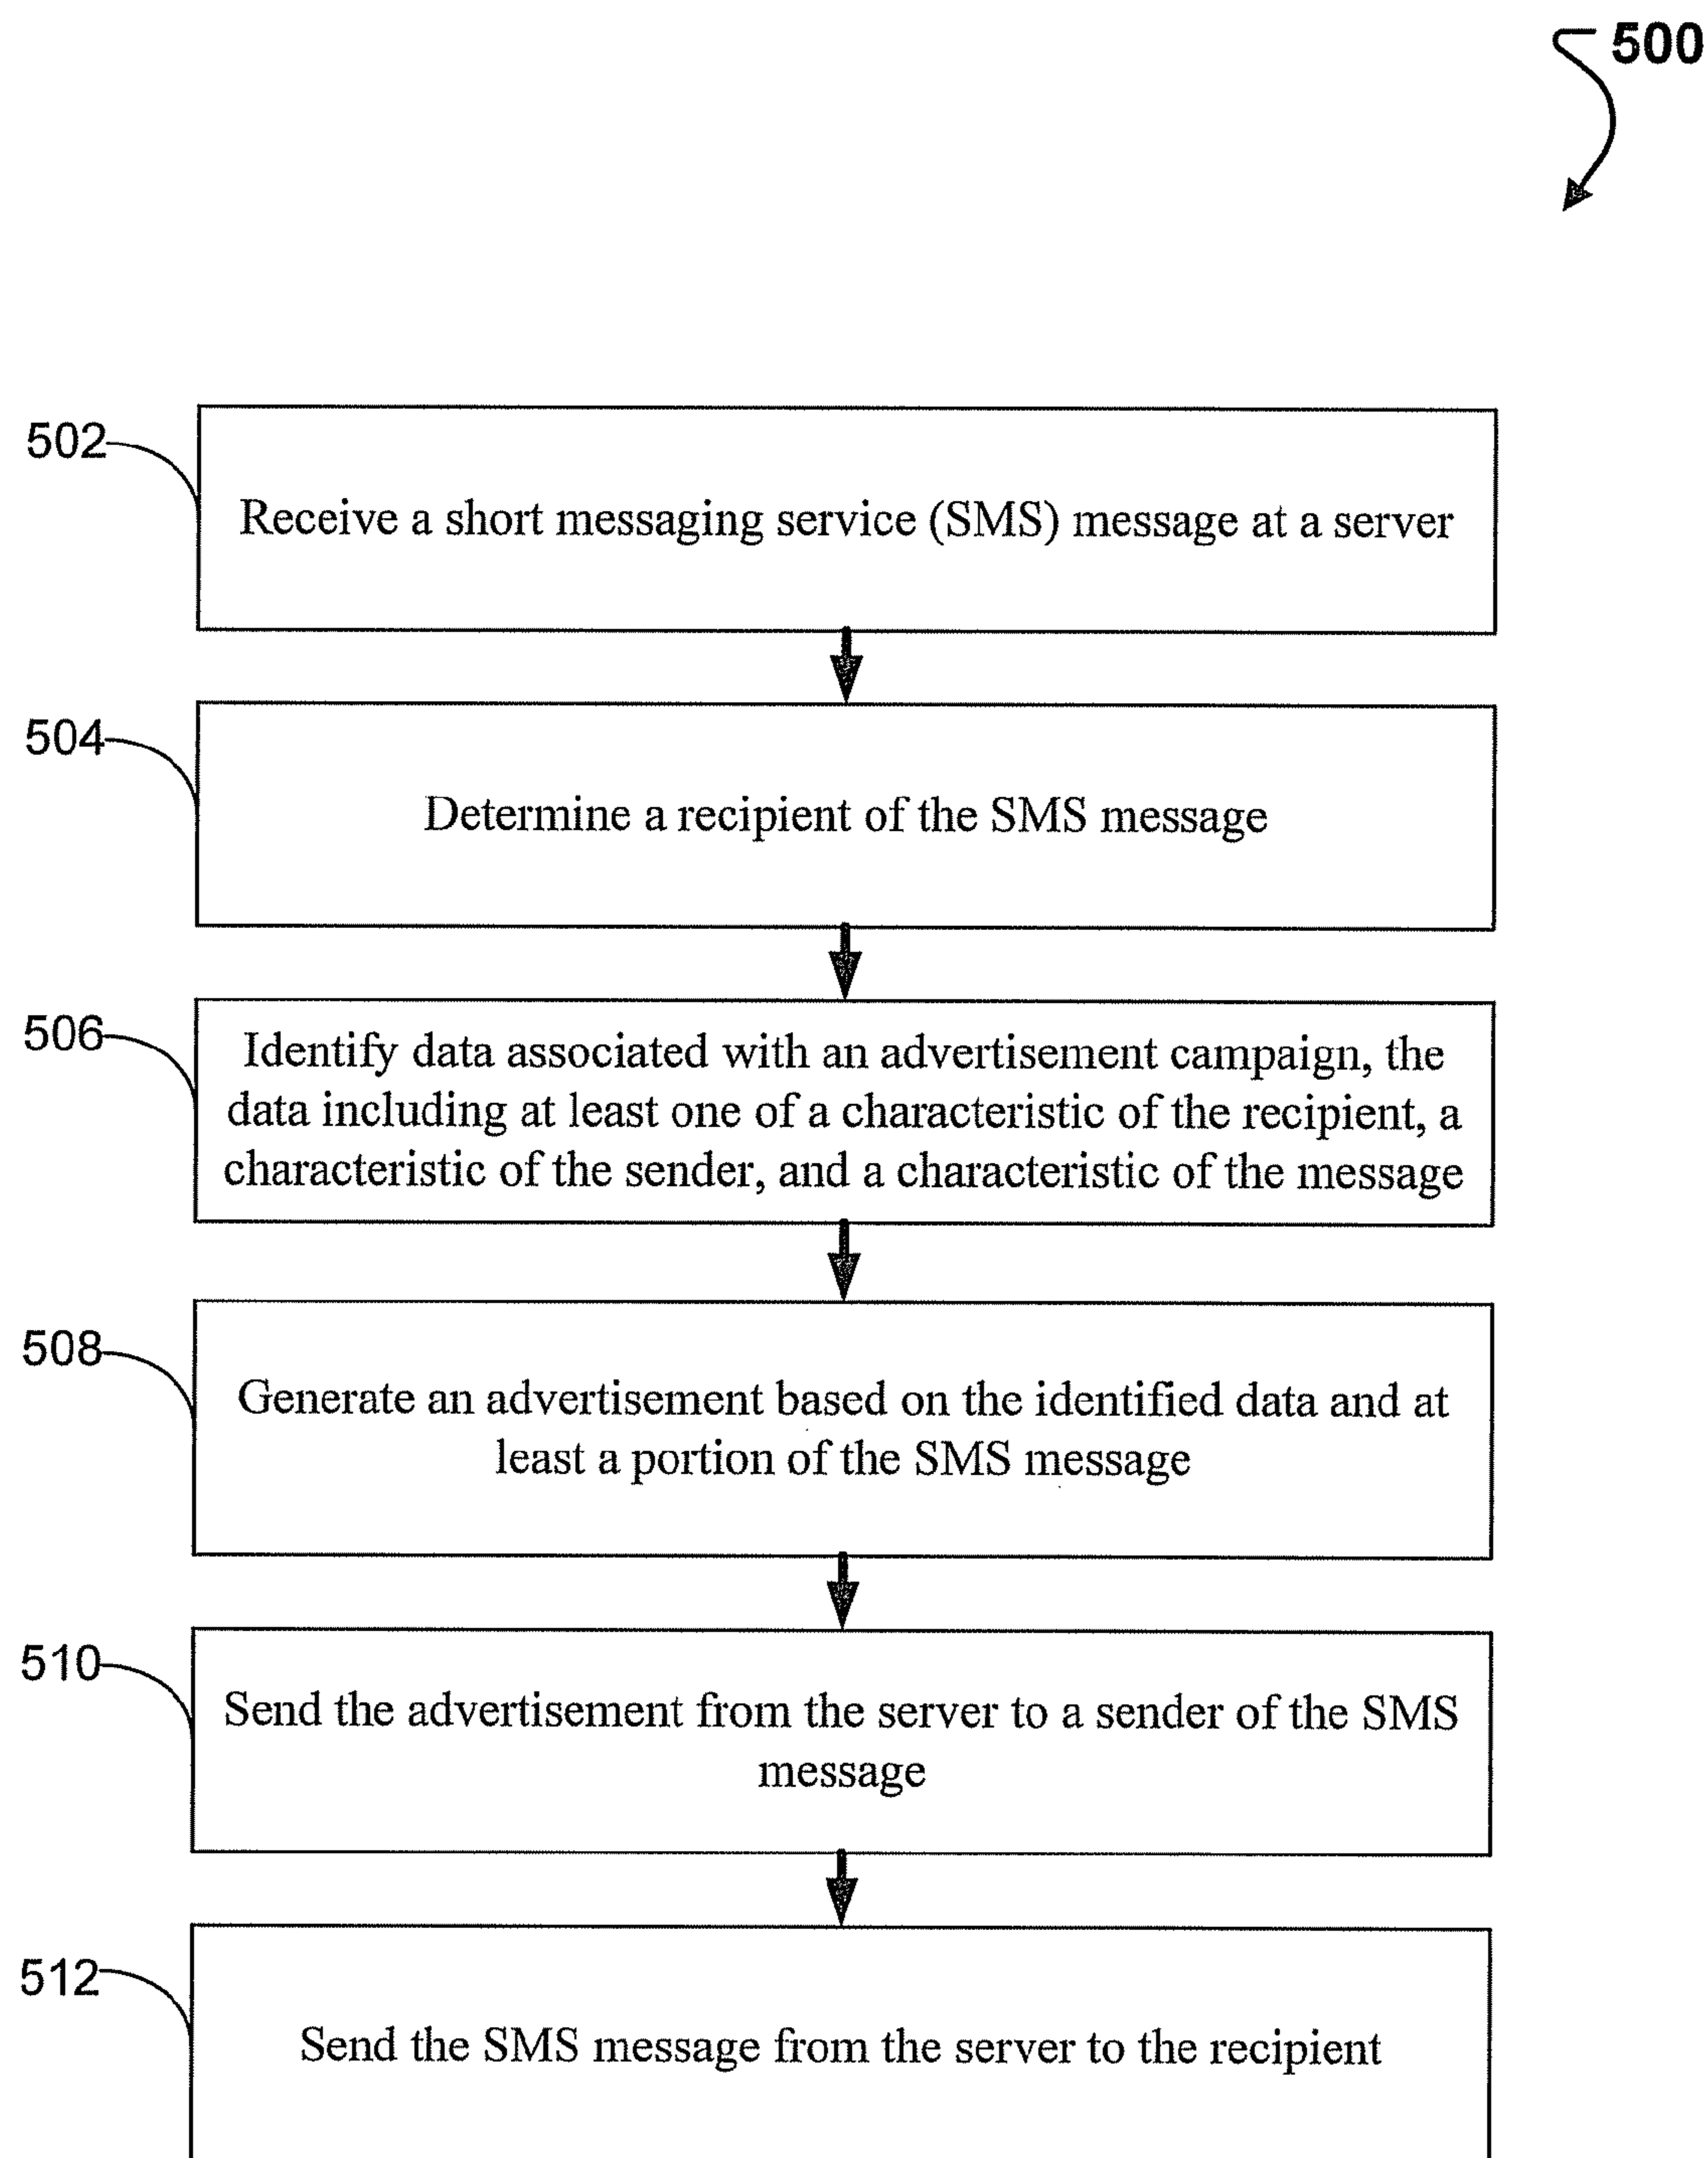 500
502
Receive a short messaging service (SMS) message at a server
504
Determine a recipient of the SMS message
506
Identify data associated with an advertisement campaign, the
data including at least one of a characteristic of the recipient, a
characteristic of the sender, and a characteristic of the message
508
Generate an advertisement based on the identified data and at
least a portion of the SMS message
510
Send the advertisement from the server to a sender of the SMS
message
512
Send the SMS message from the server to the recipient